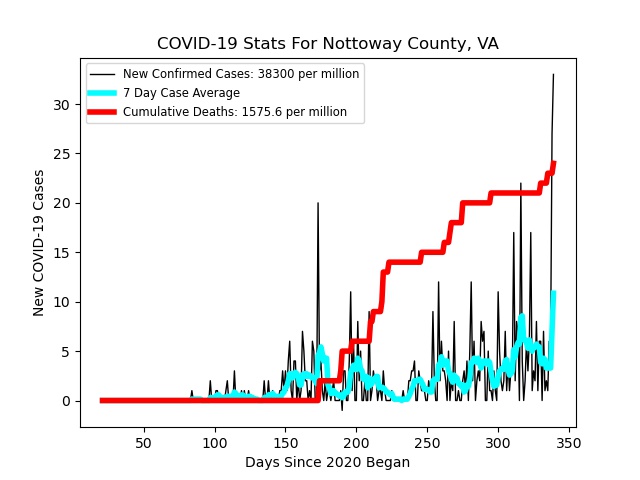 COVID-19 Stats For Nottoway County, VA
New Confirmed Cases: 38300 per million
7 Day Case Average
Cumulative Deaths: 1575.6 per million
New COVID-19 Cases
30
25
20
15
10
5
0
50 100 150 200 250 300 350
Days Since 2020 Began